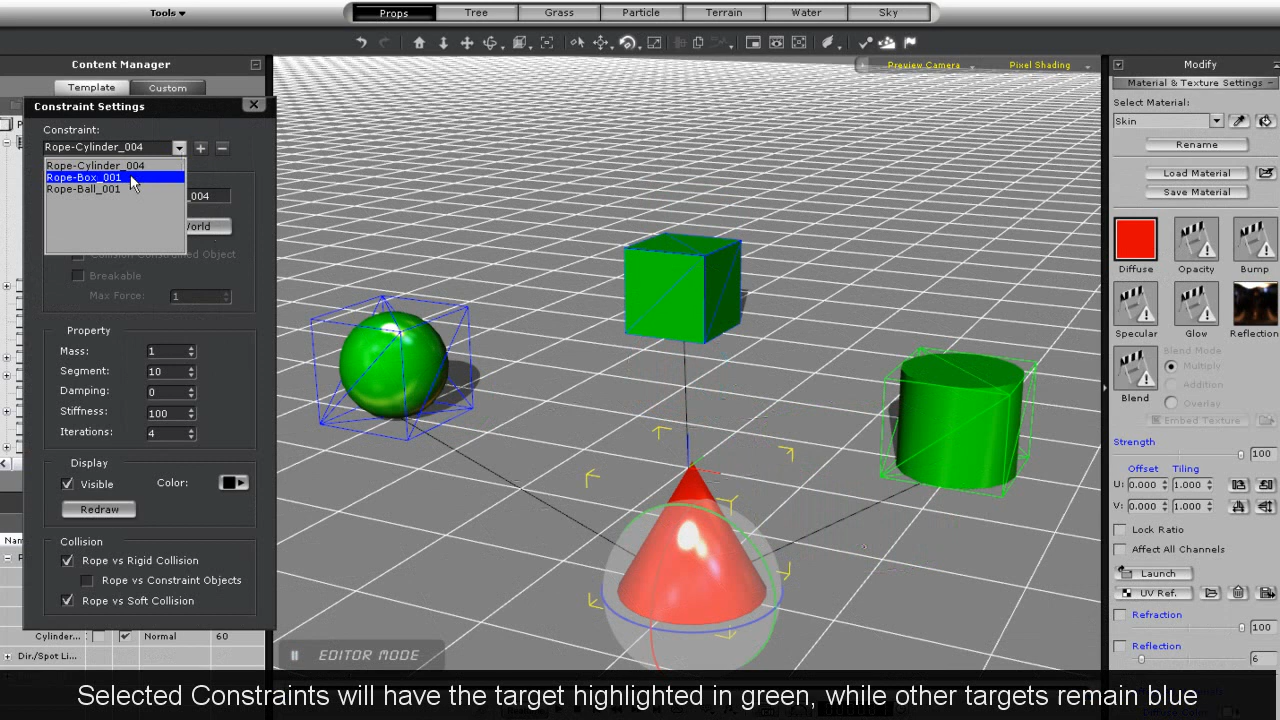 Tools
Props Tree Grass Particle Terrain Water Sky
Content Manager
Template Custom
Preview Camera Pixel Shading
Modify
Constraint Settings
Constraint:
Rope-Cylinder_004
Rope-Cylinder_004
Rope-Box_001
Rope-Ball_001
_004
World
Collision Constrained Object
Breakable
Max Force: 1
Property
Mass: 1
Segment: 10
Damping: 0
Stiffness: 100
Iterations: 4
Display
Visible Color:
Redraw
Collision
Rope vs Rigid Collision
Rope vs Constraint Objects
Rope vs Soft Collision
Cylinder... Normal 60
Dir./Spot Li...
EDITOR MODE
Material & Texture Settings
Select Material:
Skin
Rename
Load Material
Save Material
Diffuse Opacity Bump
Specular Glow Reflection
Blend
Blend Mode
Multiply
Addition
Overlay
Embed Texture
Strength
100
Offset Tiling
U: 0.000 1.000
V: 0.000 1.000
Lock Ratio
Affect All Channels
Launch
UV Ref.
Refraction
100
Reflection
6
Selected Constraints will have the target highlighted in green, while other targets remain blue